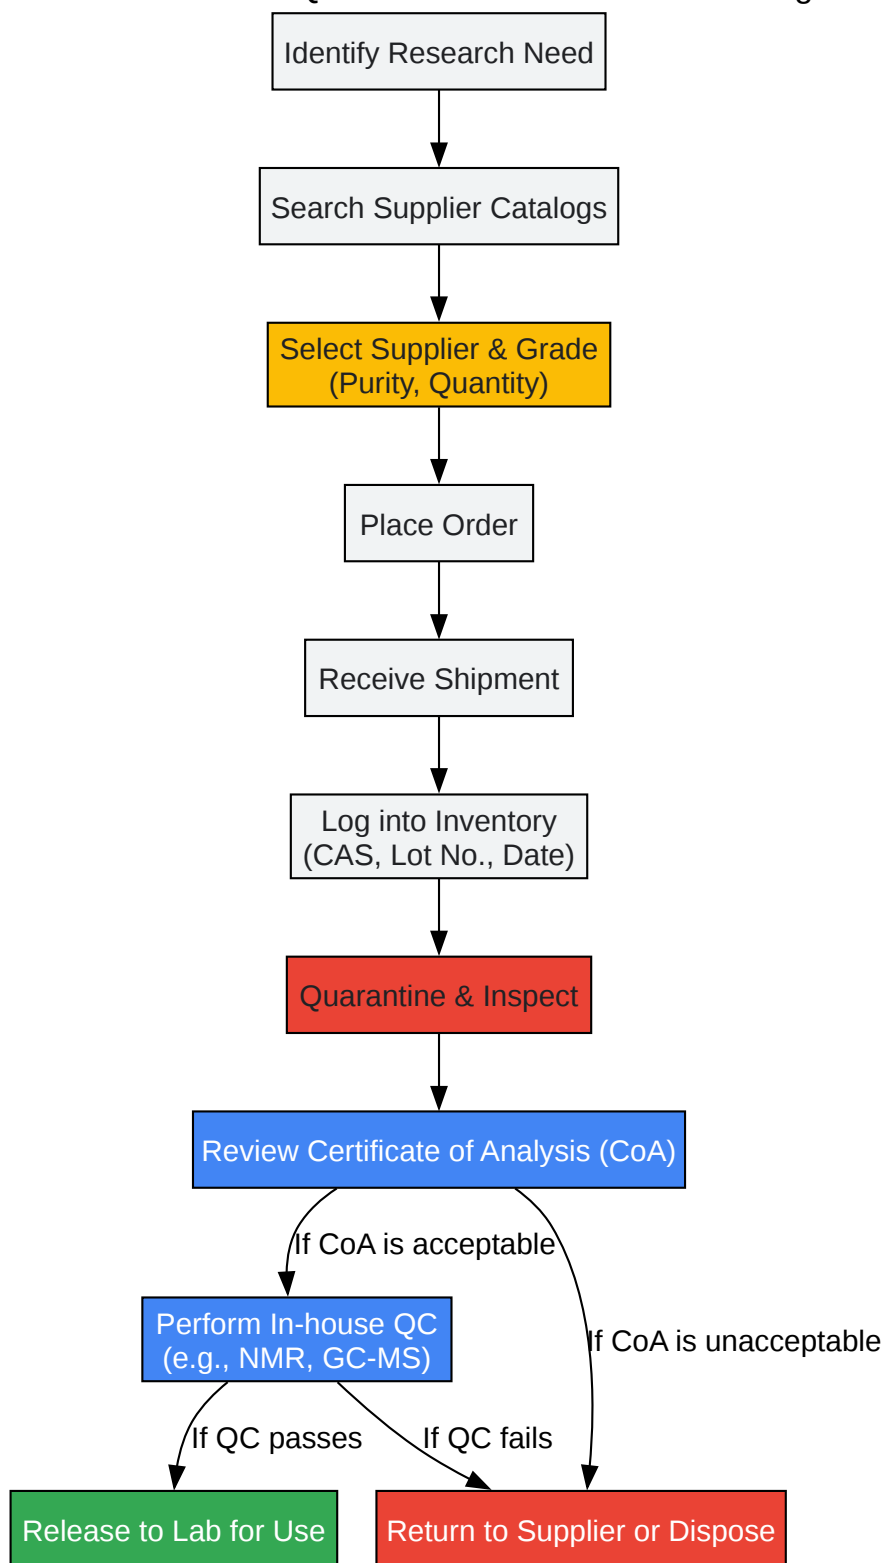 Identify Research Need
Search Supplier Catalogs
Select Supplier & Grade
(Purity, Quantity)
Place Order
Receive Shipment
Log into Inventory
(CAS, Lot No., Date)
Quarantine & Inspect
Review Certificate of Analysis (CoA)
If CoA is acceptable
Perform In-house QC
(e.g., NMR, GC-MS)
If CoA is unacceptable
If QC passes
If QC fails
Release to Lab for Use
Return to Supplier or Dispose